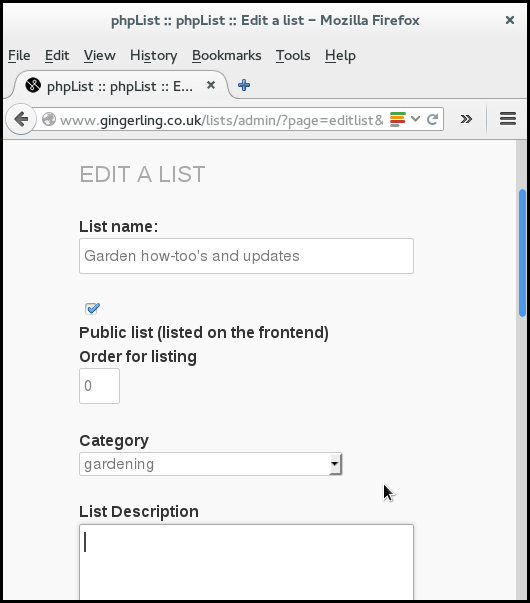 phpList :: phpList :: Edit a list – Mozilla Firefox
File Edit View History Bookmarks Tools Help
phpList :: phpList :: E...
www.gingerling.co.uk/lists/admin/?page=editlist&
EDIT A LIST
List name:
Garden how-too's and updates
Public list (listed on the frontend)
Order for listing
0
Category
gardening
List Description